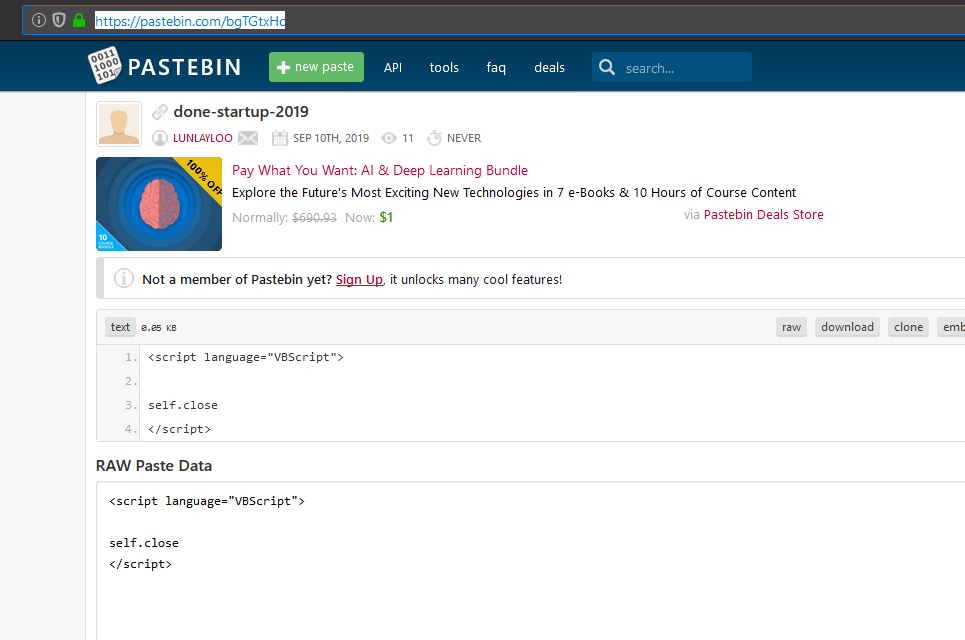 https://pastebin.com/bgTGtxHc
0011 1000 101 PASTEBIN + new paste API tools faq deals search...
done-startup-2019
LUNLAYLOO SEP 10TH, 2019 11 NEVER
100% OFF
10 COURSE BUNDLE
Pay What You Want: AI & Deep Learning Bundle
Explore the Future's Most Exciting New Technologies in 7 e-Books & 10 Hours of Course Content
Normally: $690.93 Now: $1 via Pastebin Deals Store
Not a member of Pastebin yet? Sign Up, it unlocks many cool features!
text 0.05 KB raw download clone emb
1. <script language="VBScript">
2.
3. self.close
4. </script>
RAW Paste Data
<script language="VBScript">
self.close
</script>